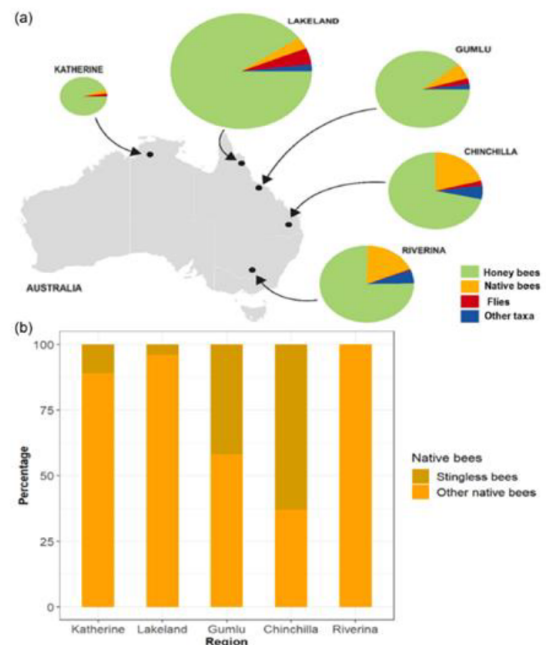 (a)
LAKELAND
GUMLU
KATHERINE
CHINCHILLA
RIVERINA
AUSTRALIA
Honey bees
Native bees
Flies
Other taxa
(b)
100
75
50
25
0
Percentage
Katherine Lakeland Gumlu Chinchilla Riverina
Region
Native bees
Stingless bees
Other native bees